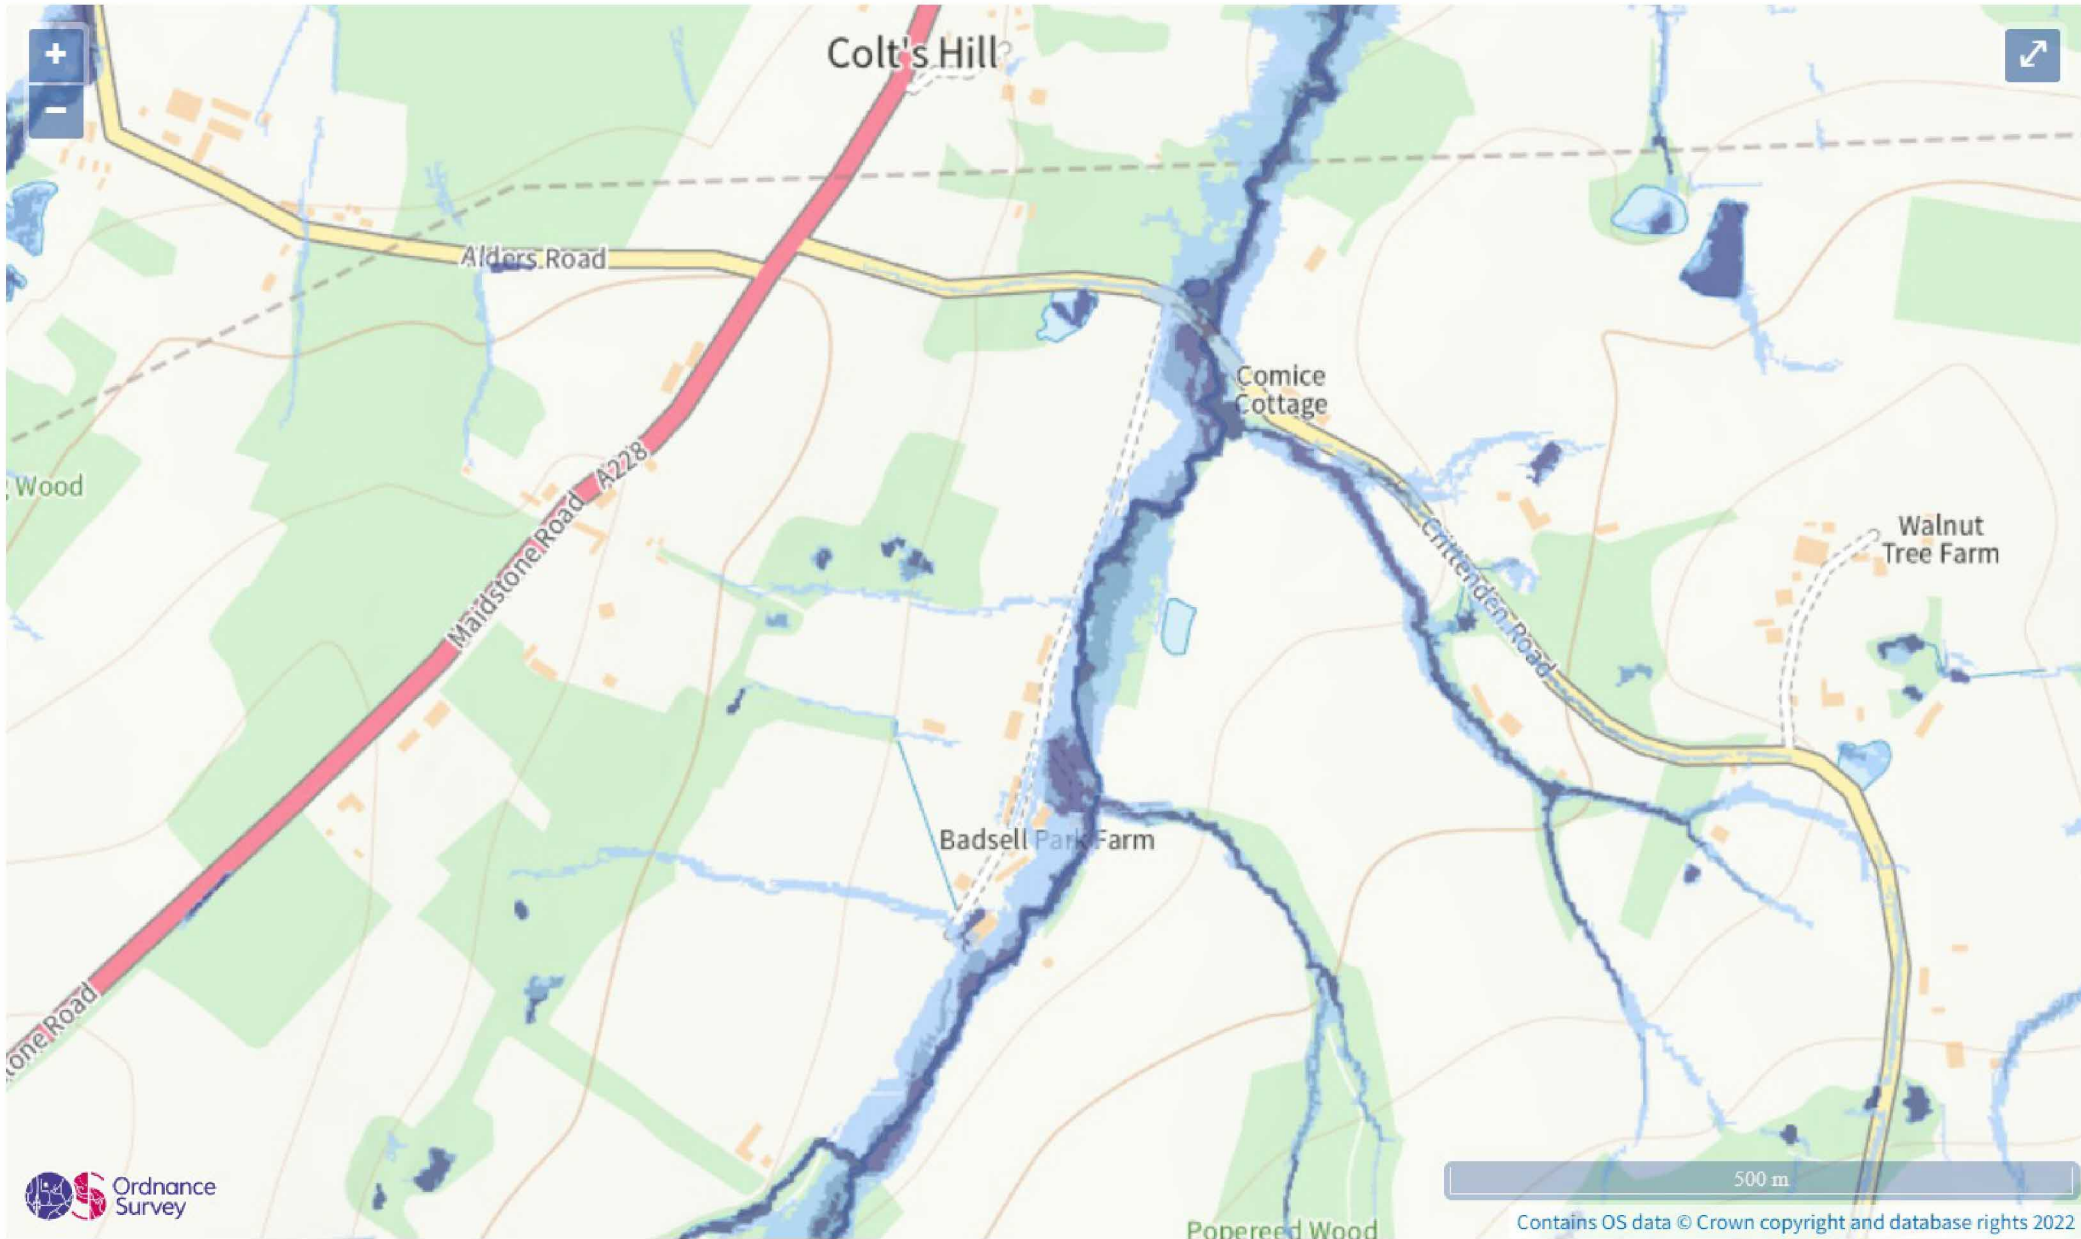 +
−
Colt's Hill
Alders Road
Comice
Cottage
Wood
A228
Maidstone Road
Crittenden Road
Walnut
Tree Farm
Badsell Park Farm
tone Road
Ordnance
Survey
500 m
Popereed Wood
Contains OS data © Crown copyright and database rights 2022